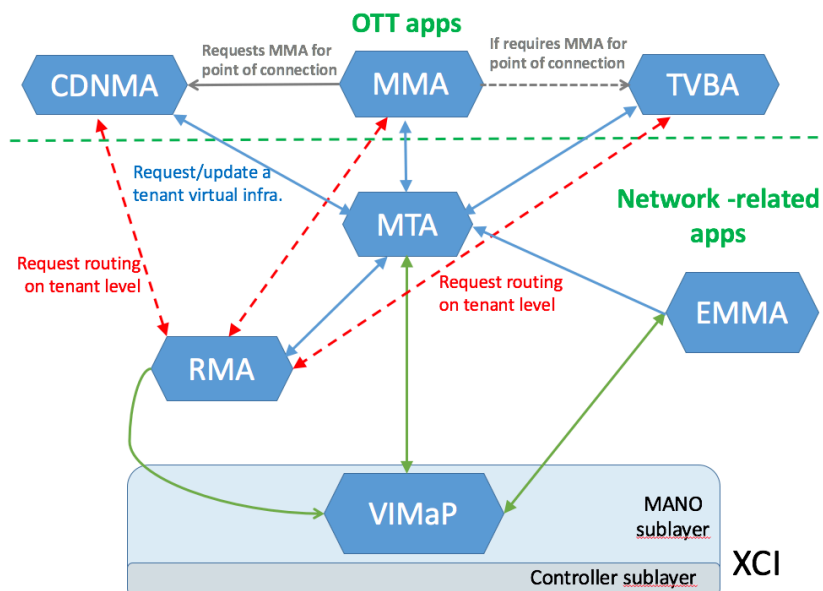 OTT apps
Requests MMA for
point of connection
If requires MMA for
point of connection
CDNMA
MMA
TVBA
Request/update a
tenant virtual infra.
MTA
Network -related
apps
Request routing
on tenant level
Request routing
on tenant level
EMMA
RMA
VIMaP
MANO
sublayer
XCI
Controller sublayer